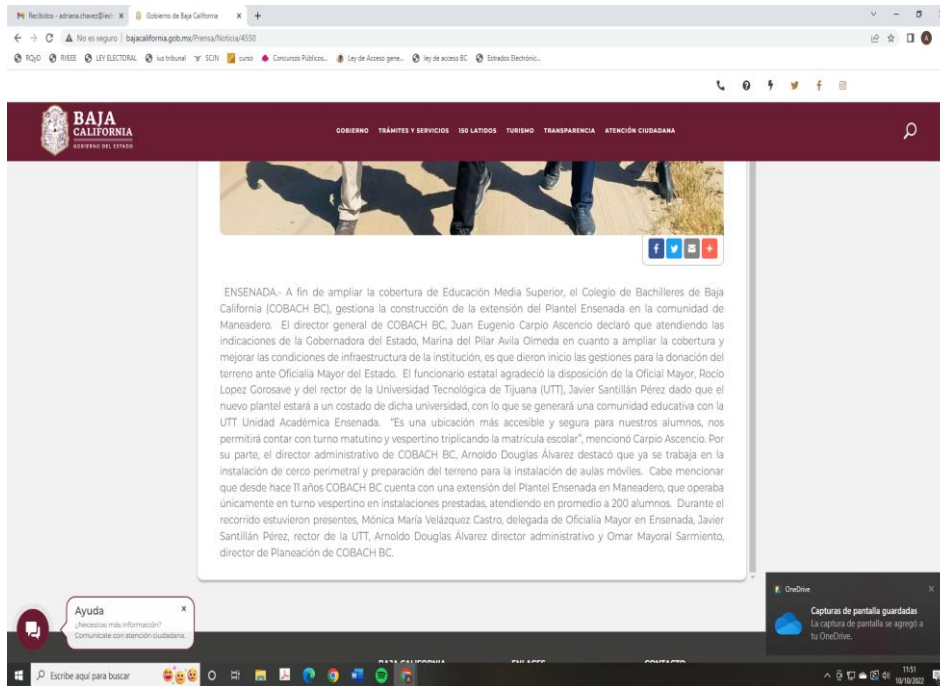 Recibidos - adriana.chavez@ieeb
Gobierno de Baja California
No es seguro | bajacalifornia.gob.mx/Prensa/Noticia/4550
RQyD RIIEEE LEY ELECTORAL ius tribunal SCJN curso Concursos Públicos... Ley de Acceso gene... ley de acceso BC Estrados Electrónic...
BAJA
CALIFORNIA
GOBIERNO DEL ESTADO
GOBIERNO TRÁMITES Y SERVICIOS 150 LATIDOS TURISMO TRANSPARENCIA ATENCIÓN CIUDADANA
ENSENADA.- A fin de ampliar la cobertura de Educación Media Superior, el Colegio de Bachilleres de Baja
California (COBACH BC), gestiona la construcción de la extensión del Plantel Ensenada en la comunidad de
Maneadero. El director general de COBACH BC, Juan Eugenio Carpio Ascencio declaró que atendiendo las
indicaciones de la Gobernadora del Estado, Marina del Pilar Avila Olmeda en cuanto a ampliar la cobertura y
mejorar las condiciones de infraestructura de la institución, es que dieron inicio las gestiones para la donación del
terreno ante Oficialía Mayor del Estado. El funcionario estatal agradeció la disposición de la Oficial Mayor, Rocío
Lopez Gorosave y del rector de la Universidad Tecnológica de Tijuana (UTT), Javier Santillán Pérez dado que el
nuevo plantel estará a un costado de dicha universidad, con lo que se generará una comunidad educativa con la
UTT Unidad Académica Ensenada. "Es una ubicación más accesible y segura para nuestros alumnos, nos
permitirá contar con turno matutino y vespertino triplicando la matrícula escolar", mencionó Carpio Ascencio. Por
su parte, el director administrativo de COBACH BC, Arnoldo Douglas Álvarez destacó que ya se trabaja en la
instalación de cerco perimetral y preparación del terreno para la instalación de aulas móviles. Cabe mencionar
que desde hace 11 años COBACH BC cuenta con una extensión del Plantel Ensenada en Maneadero, que operaba
únicamente en turno vespertino en instalaciones prestadas, atendiendo en promedio a 200 alumnos. Durante el
recorrido estuvieron presentes, Mónica María Velázquez Castro, delegada de Oficialía Mayor en Ensenada, Javier
Santillán Pérez, rector de la UTT, Arnoldo Douglas Álvarez director administrativo y Omar Mayoral Sarmiento,
director de Planeación de COBACH BC.
Ayuda
¿Necesitas más información?
Comunícate con atención ciudadana.
OneDrive
Capturas de pantalla guardadas
La captura de pantalla se agregó a
tu OneDrive.
BAJA CALIFORNIA ENLACES CONTACTO
Escribe aquí para buscar
11:51
10/10/2022